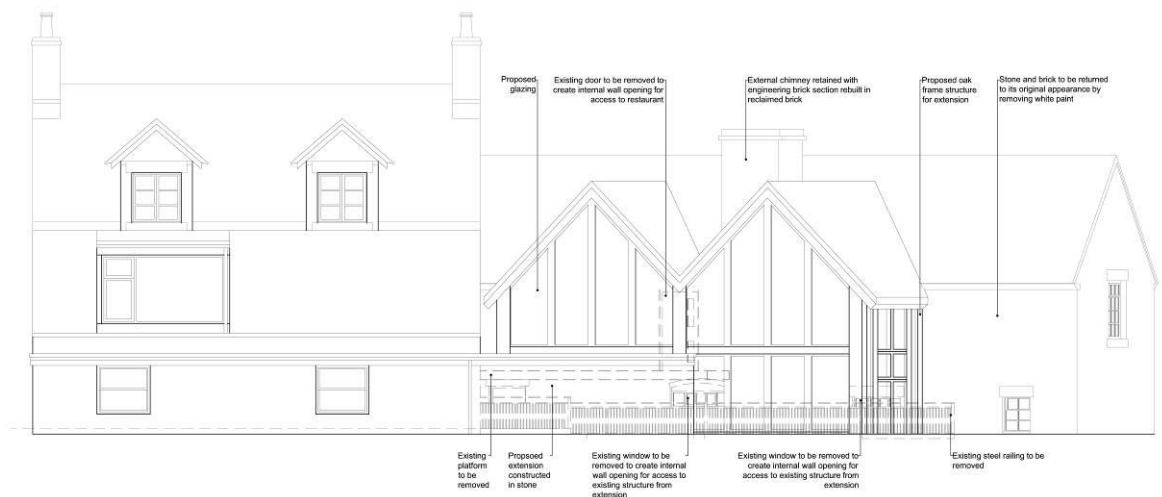 Proposed
glazing
Existing door to be removed to
create internal wall opening for
access to restaurant
External chimney retained with
engineering brick section rebuilt in
reclaimed brick
Proposed oak
frame structure
for extension
Stone and brick to be returned
to its original appearance by
removing white paint
Existing
platform
to be
removed
Proposed
extension
constructed
in stone
Existing window to be
removed to create internal
wall opening for access to
existing structure from
extension
Existing window to be removed to
create internal wall opening for
access to existing structure from
extension
Existing steel railing to be
removed